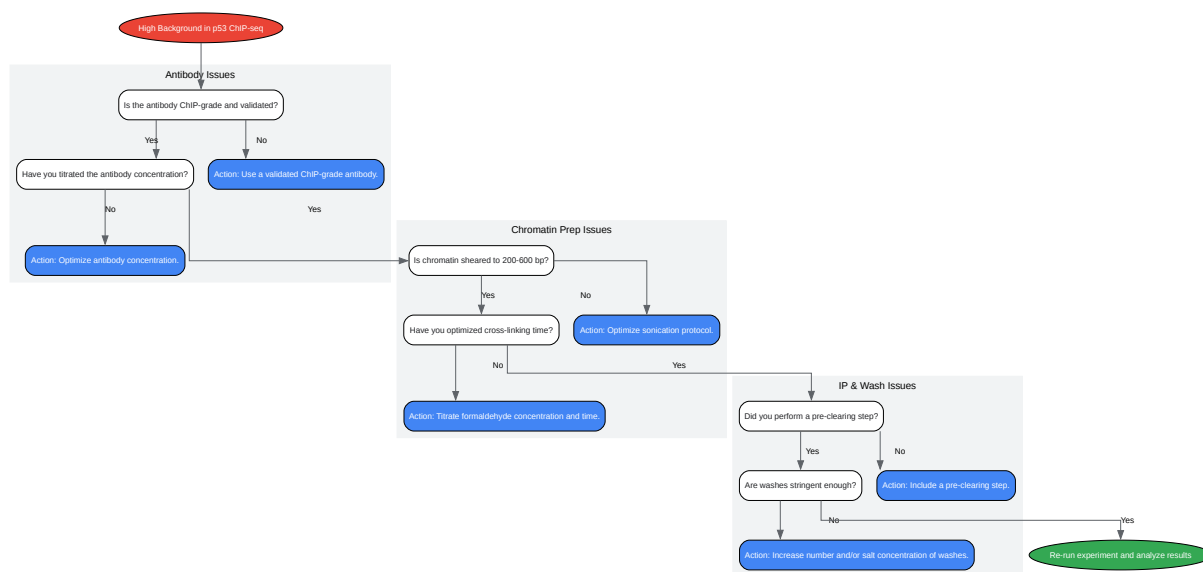 High Background in p53 ChIP-seq
Antibody Issues
Is the antibody ChIP-grade and validated?
Yes
No
Have you titrated the antibody concentration?
Action: Use a validated ChIP-grade antibody.
No
Yes
Action: Optimize antibody concentration.
Chromatin Prep Issues
Is chromatin sheared to 200-600 bp?
Yes
No
Have you optimized cross-linking time?
Action: Optimize sonication protocol.
No
Yes
Action: Titrate formaldehyde concentration and time.
IP & Wash Issues
Did you perform a pre-clearing step?
Yes
No
Are washes stringent enough?
Action: Include a pre-clearing step.
No
Yes
Action: Increase number and/or salt concentration of washes.
Re-run experiment and analyze results